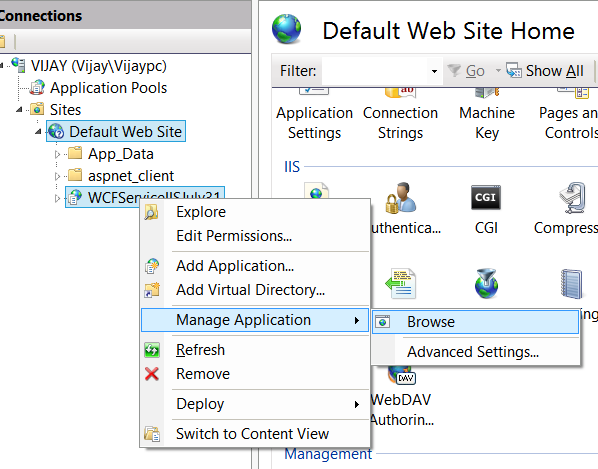 Connections
VIJAY (Vijay\Vijaypc)
Application Pools
Sites
Default Web Site
App_Data
aspnet_client
WCFServiceIISJuly31
Explore
Edit Permissions...
Add Application...
Add Virtual Directory...
Manage Application
Refresh
Remove
Deploy
Switch to Content View
Browse
Advanced Settings...
Default Web Site Home
Filter:
Go
Show All
Application Settings
Connection Strings
Machine Key
Pages and Controls
IIS
uthentica...
CGI
CGI
Compress
ng
DAV
WebDAV
Authorin...
Management